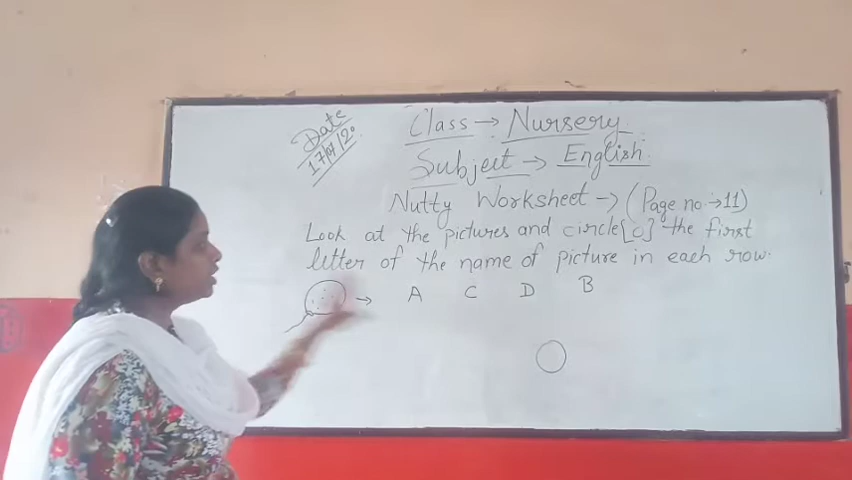 Date
17/07/20
Class → Nursery
Subject → English
Nutty Worksheet → (Page no → 11)
Look at the pictures and circle [O] the first
letter of the name of picture in each row.
→ A C D B